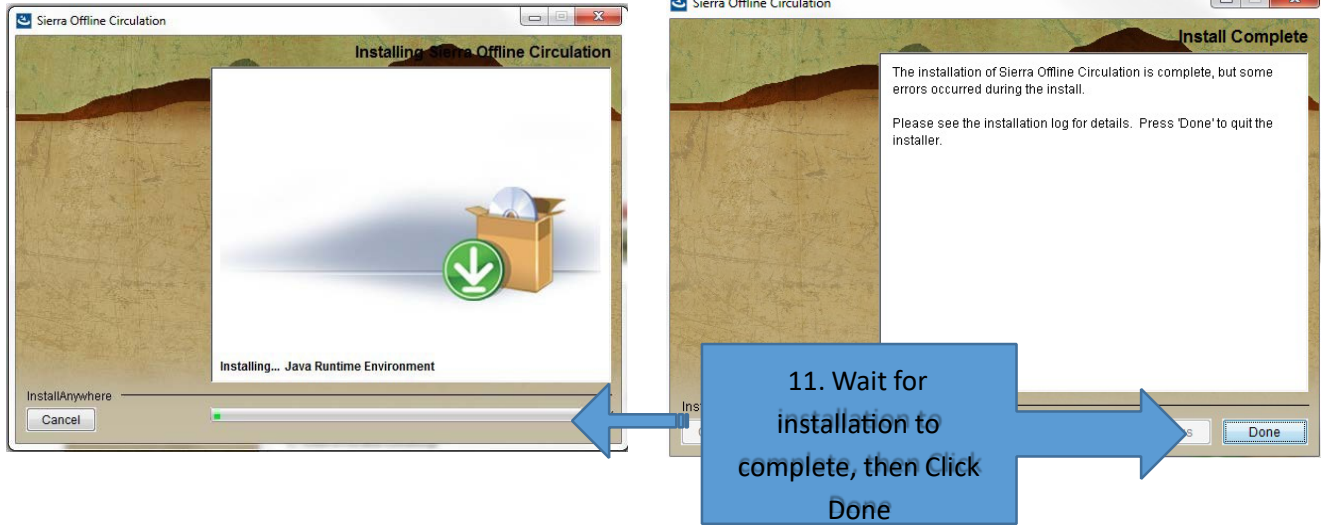 Sierra Offline Circulation
Installing Sierra Offline Circulation
Installing... Java Runtime Environment
InstallAnywhere
Cancel
Sierra Offline Circulation
Install Complete
The installation of Sierra Offline Circulation is complete, but some
errors occurred during the install.
Please see the installation log for details. Press 'Done' to quit the
installer.
Done
11. Wait for
installation to
complete, then Click
Done